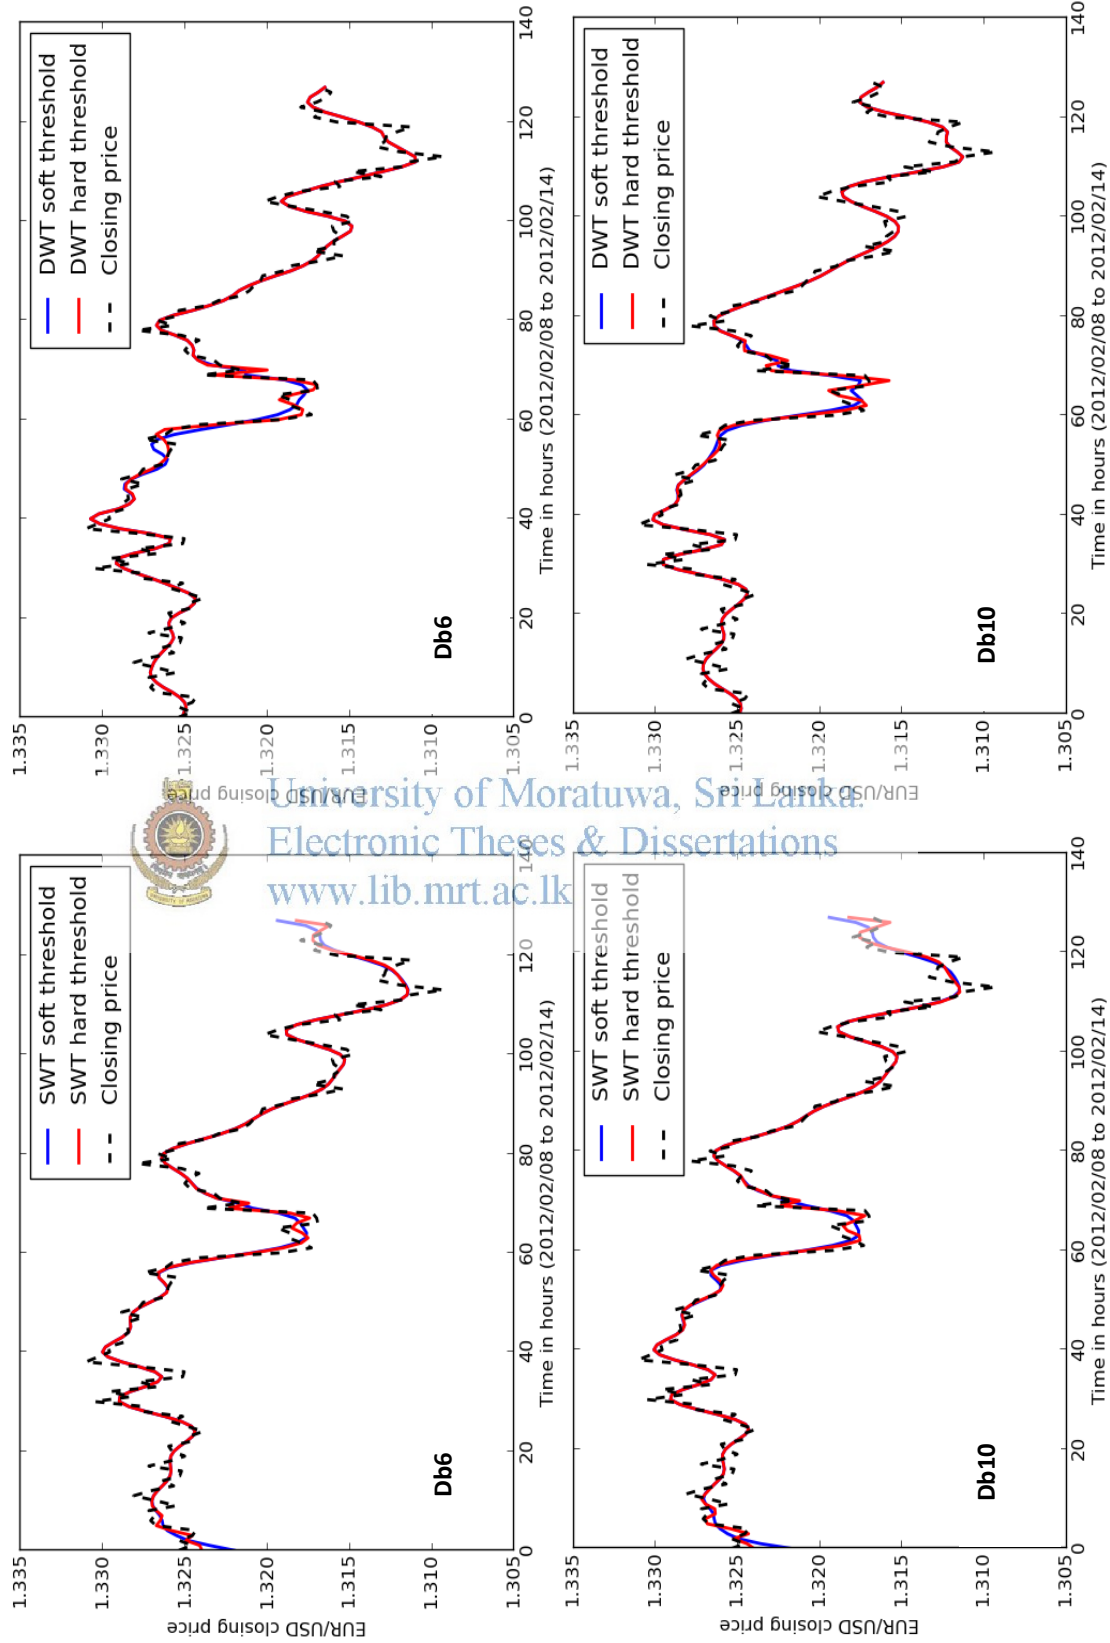 1.335
1.330
1.325
1.320
1.315
1.310
1.305
EUR/USD closing price
0
20
40
60
80
100
120
140
Time in hours (2012/02/08 to 2012/02/14)
SWT soft threshold
SWT hard threshold
Closing price
Db6
1.335
1.330
1.325
1.320
1.315
1.310
1.305
EUR/USD closing price
0
20
40
60
80
100
120
140
Time in hours (2012/02/08 to 2012/02/14)
DWT soft threshold
DWT hard threshold
Closing price
Db6
1.335
1.330
1.325
1.320
1.315
1.310
1.305
EUR/USD closing price
0
20
40
60
80
100
120
140
Time in hours (2012/02/08 to 2012/02/14)
SWT soft threshold
SWT hard threshold
Closing price
Db10
1.335
1.330
1.325
1.320
1.315
1.310
1.305
EUR/USD closing price
0
20
40
60
80
100
120
140
Time in hours (2012/02/08 to 2012/02/14)
DWT soft threshold
DWT hard threshold
Closing price
Db10
University of Moratuwa, Sri Lanka.
Electronic Theses & Dissertations
www.lib.mrt.ac.lk